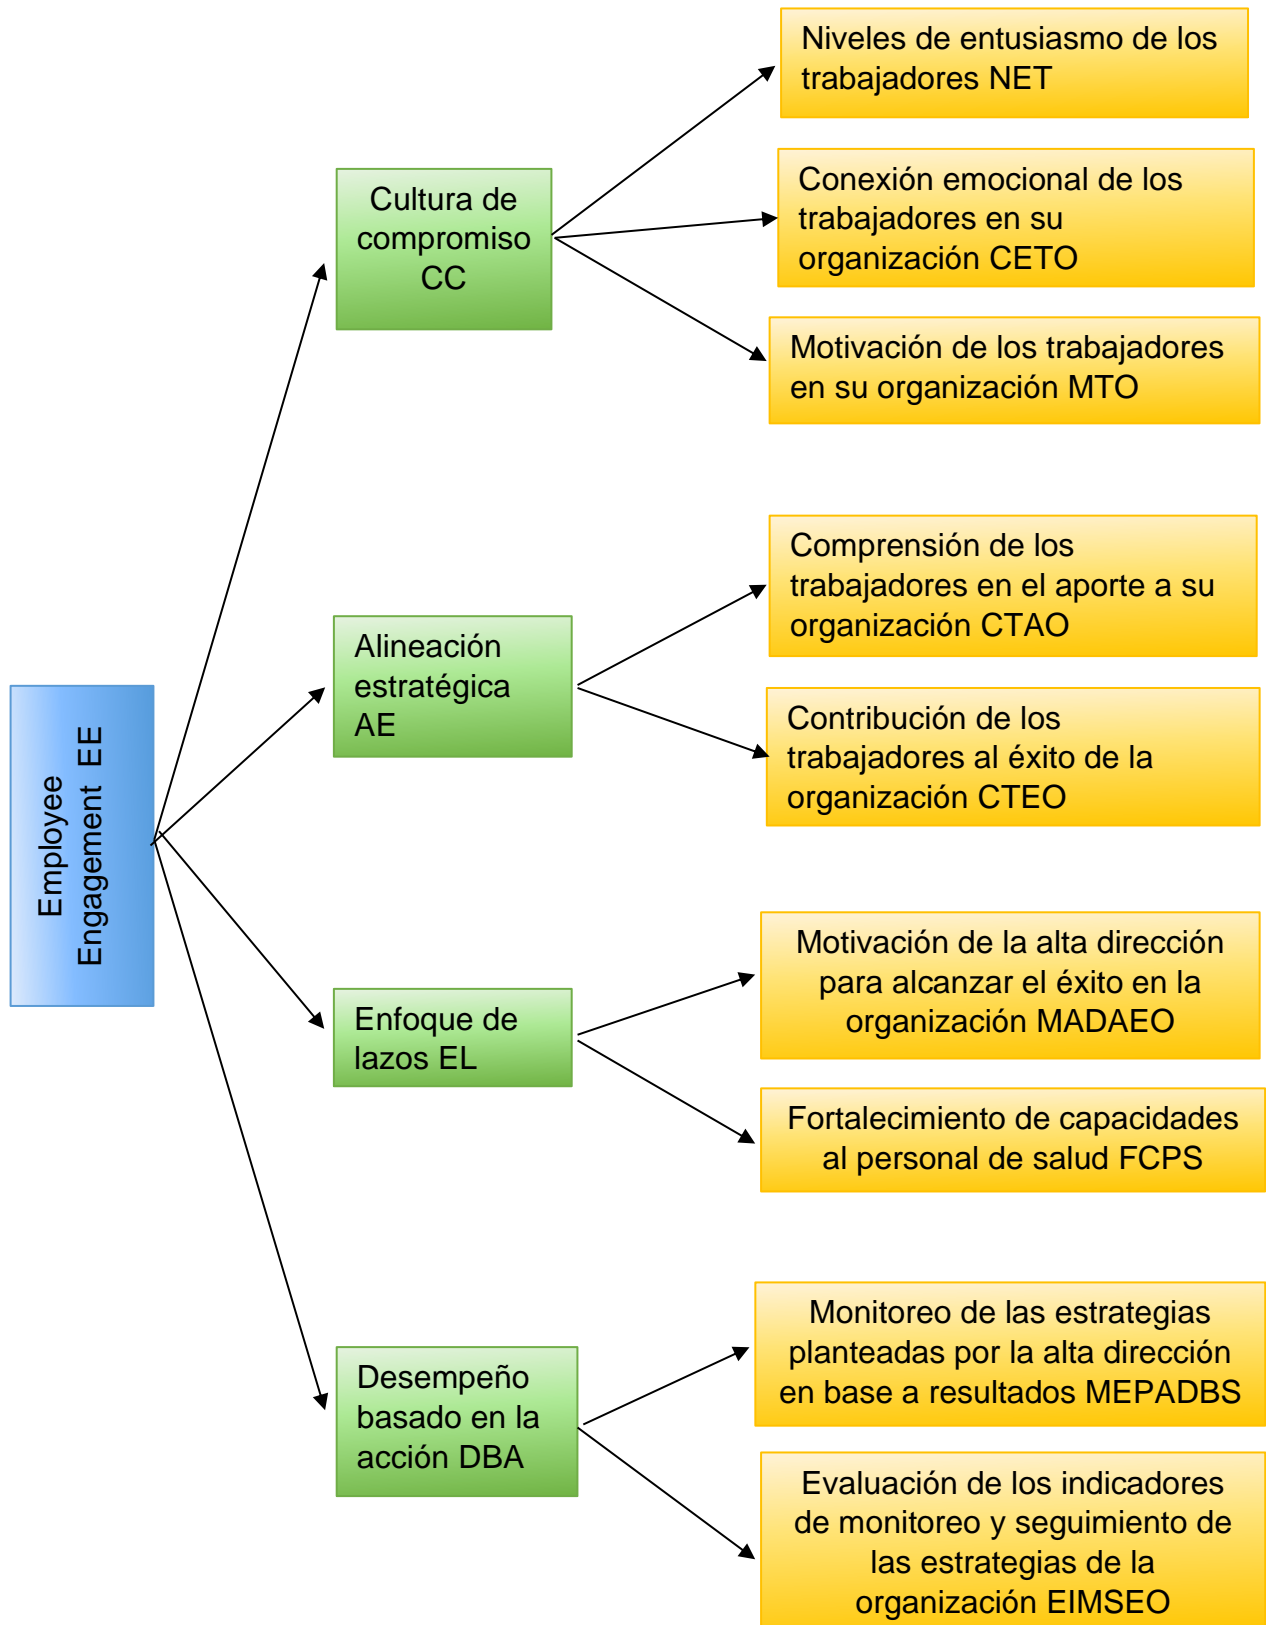 Employee
Engagement EE
Cultura de
compromiso
CC
Niveles de entusiasmo de los
trabajadores NET
Conexión emocional de los
trabajadores en su
organización CETO
Motivación de los trabajadores
en su organización MTO
Alineación
estratégica
AE
Comprensión de los
trabajadores en el aporte a su
organización CTAO
Contribución de los
trabajadores al éxito de la
organización CTEO
Enfoque de
lazos EL
Motivación de la alta dirección
para alcanzar el éxito en la
organización MADAEO
Fortalecimiento de capacidades
al personal de salud FCPS
Desempeño
basado en la
acción DBA
Monitoreo de las estrategias
planteadas por la alta dirección
en base a resultados MEPADBS
Evaluación de los indicadores
de monitoreo y seguimiento de
las estrategias de la
organización EIMSEO